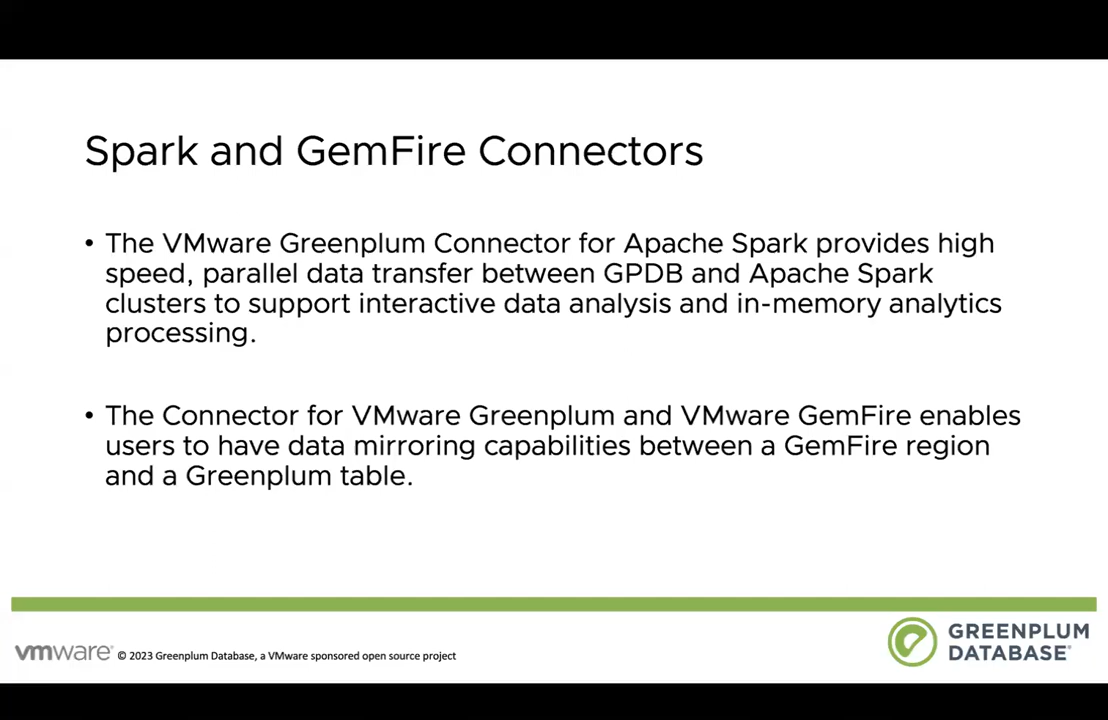 Spark and GemFire Connectors
• The VMware Greenplum Connector for Apache Spark provides high
speed, parallel data transfer between GPDB and Apache Spark
clusters to support interactive data analysis and in-memory analytics
processing.
• The Connector for VMware Greenplum and VMware GemFire enables
users to have data mirroring capabilities between a GemFire region
and a Greenplum table.
vmware® © 2023 Greenplum Database, a VMware sponsored open source project
GREENPLUM
DATABASE®